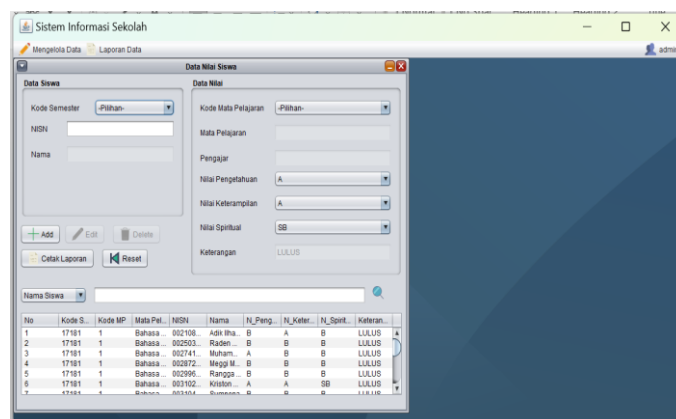 Sistem Informasi Sekolah
Mengelola Data Laporan Data admin
Data Nilai Siswa
Data Siswa
Kode Semester -Pilihan-
NISN
Nama
Data Nilai
Kode Mata Pelajaran -Pilihan-
Mata Pelajaran
Pengajar
Nilai Pengetahuan A
Nilai Keterampilan A
Nilai Spiritual SB
Keterangan LULUS
Add Edit Delete
Cetak Laporan Reset
Nama Siswa
No Kode S... Kode MP Mata Pel... NISN Nama N_Peng... N_Keter... N_Spirit... Keteran...
1 17181 1 Bahasa ... 002108... Adik Ilha... B A B LULUS
2 17181 1 Bahasa ... 002503... Raden ... B B B LULUS
3 17181 1 Bahasa ... 002741... Muham... A A B LULUS
4 17181 1 Bahasa ... 002872... Meggi M... B B B LULUS
5 17181 1 Bahasa ... 002996... Rangga ... B B B LULUS
6 17181 1 Bahasa ... 003102... Kriston ... A A SB LULUS